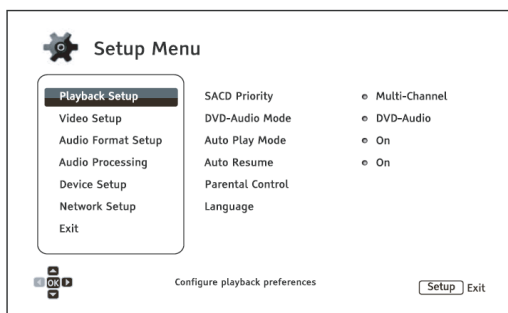 Setup Menu
Playback Setup SACD Priority Multi-Channel
Video Setup DVD-Audio Mode DVD-Audio
Audio Format Setup Auto Play Mode On
Audio Processing Auto Resume On
Device Setup Parental Control
Network Setup Language
Exit
OK Configure playback preferences Setup Exit